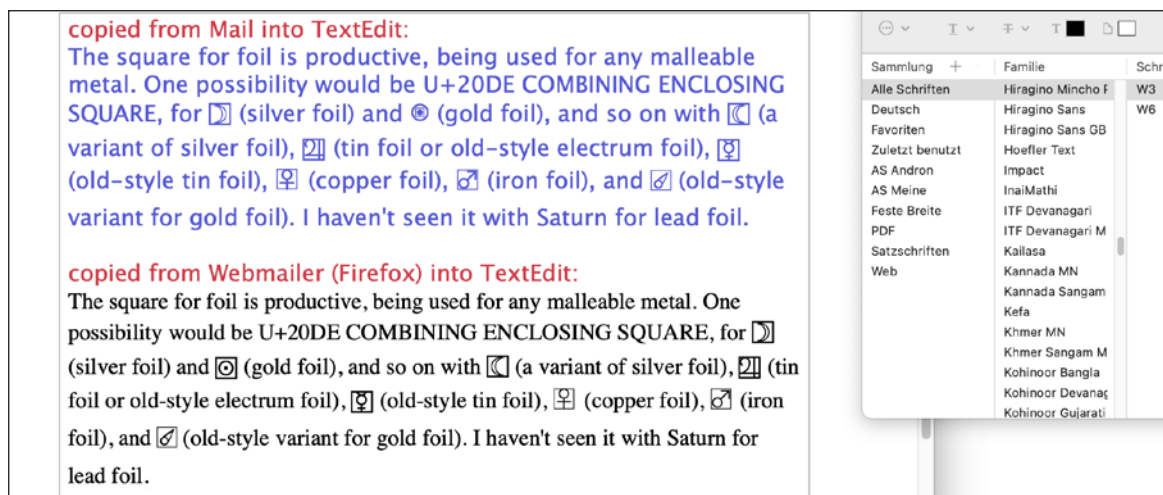 copied from Mail into TextEdit:
The square for foil is productive, being used for any malleable
metal. One possibility would be U+20DE COMBINING ENCLOSING
SQUARE, for ☽⃞ (silver foil) and ☉⃞ (gold foil), and so on with ☾⃞ (a
variant of silver foil), ♃⃞ (tin foil or old-style electrum foil), ☿⃞
(old-style tin foil), ♀⃞ (copper foil), ♂⃞ (iron foil), and ☌⃞ (old-style
variant for gold foil). I haven't seen it with Saturn for lead foil.
copied from Webmailer (Firefox) into TextEdit:
The square for foil is productive, being used for any malleable metal. One
possibility would be U+20DE COMBINING ENCLOSING SQUARE, for ☽⃞
(silver foil) and ☉⃞ (gold foil), and so on with ☾⃞ (a variant of silver foil), ♃⃞ (tin
foil or old-style electrum foil), ☿⃞ (old-style tin foil), ♀⃞ (copper foil), ♂⃞ (iron
foil), and ☌⃞ (old-style variant for gold foil). I haven't seen it with Saturn for
lead foil.
Sammlung + Familie Schr
Alle Schriften Hiragino Mincho P W3
Deutsch Hiragino Sans W6
Favoriten Hiragino Sans GB
Zuletzt benutzt Hoefler Text
AS Andron Impact
AS Meine InaiMathi
Feste Breite ITF Devanagari
PDF ITF Devanagari M
Satzschriften Kailasa
Web Kannada MN
Kannada Sangam
Kefa
Khmer MN
Khmer Sangam M
Kohinoor Bangla
Kohinoor Devanag
Kohinoor Gujarati